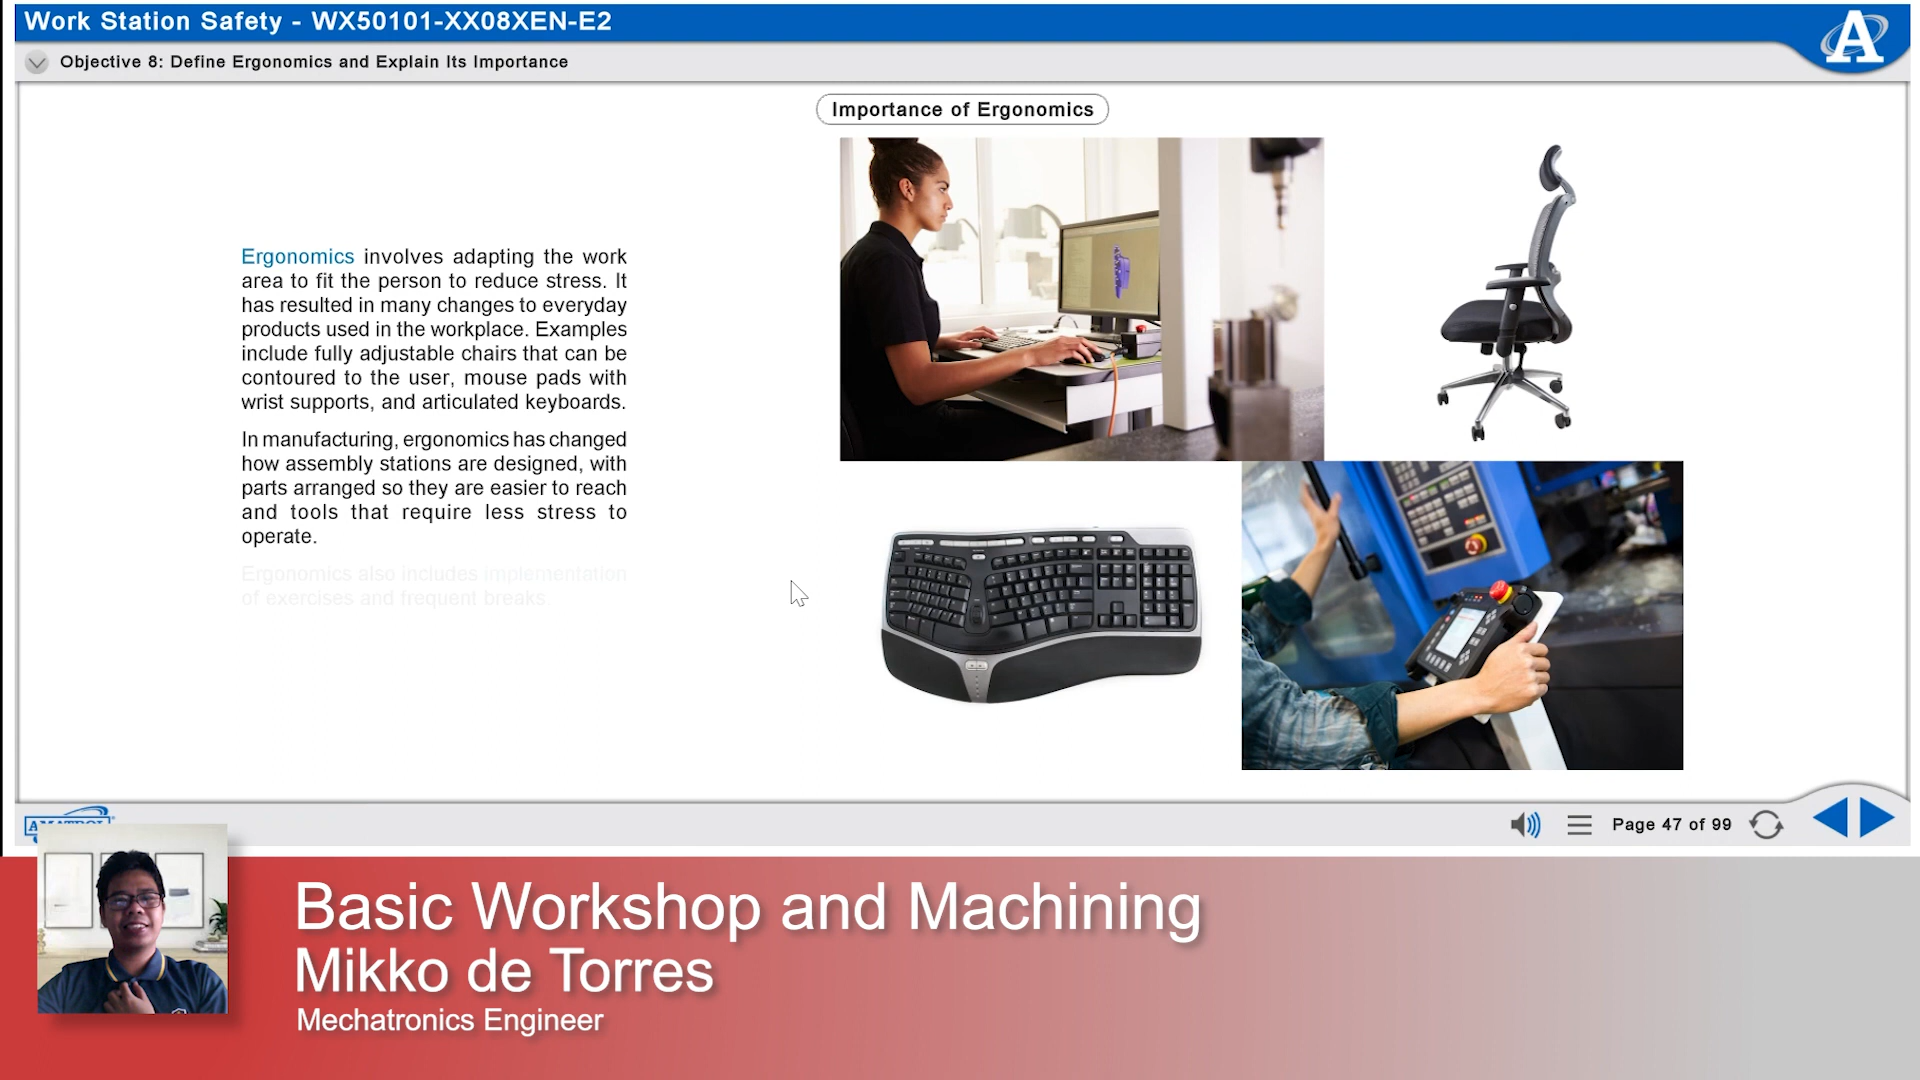 Work Station Safety - WX50101-XX08XEN-E2
Objective 8: Define Ergonomics and Explain Its Importance
Importance of Ergonomics
Ergonomics involves adapting the work
area to fit the person to reduce stress. It
has resulted in many changes to everyday
products used in the workplace. Examples
include fully adjustable chairs that can be
contoured to the user, mouse pads with
wrist supports, and articulated keyboards.
In manufacturing, ergonomics has changed
how assembly stations are designed, with
parts arranged so they are easier to reach
and tools that require less stress to
operate.
Ergonomics also includes implementation
of exercises and frequent breaks.
A
AMATROL
Page 47 of 99
Basic Workshop and Machining
Mikko de Torres
Mechatronics Engineer